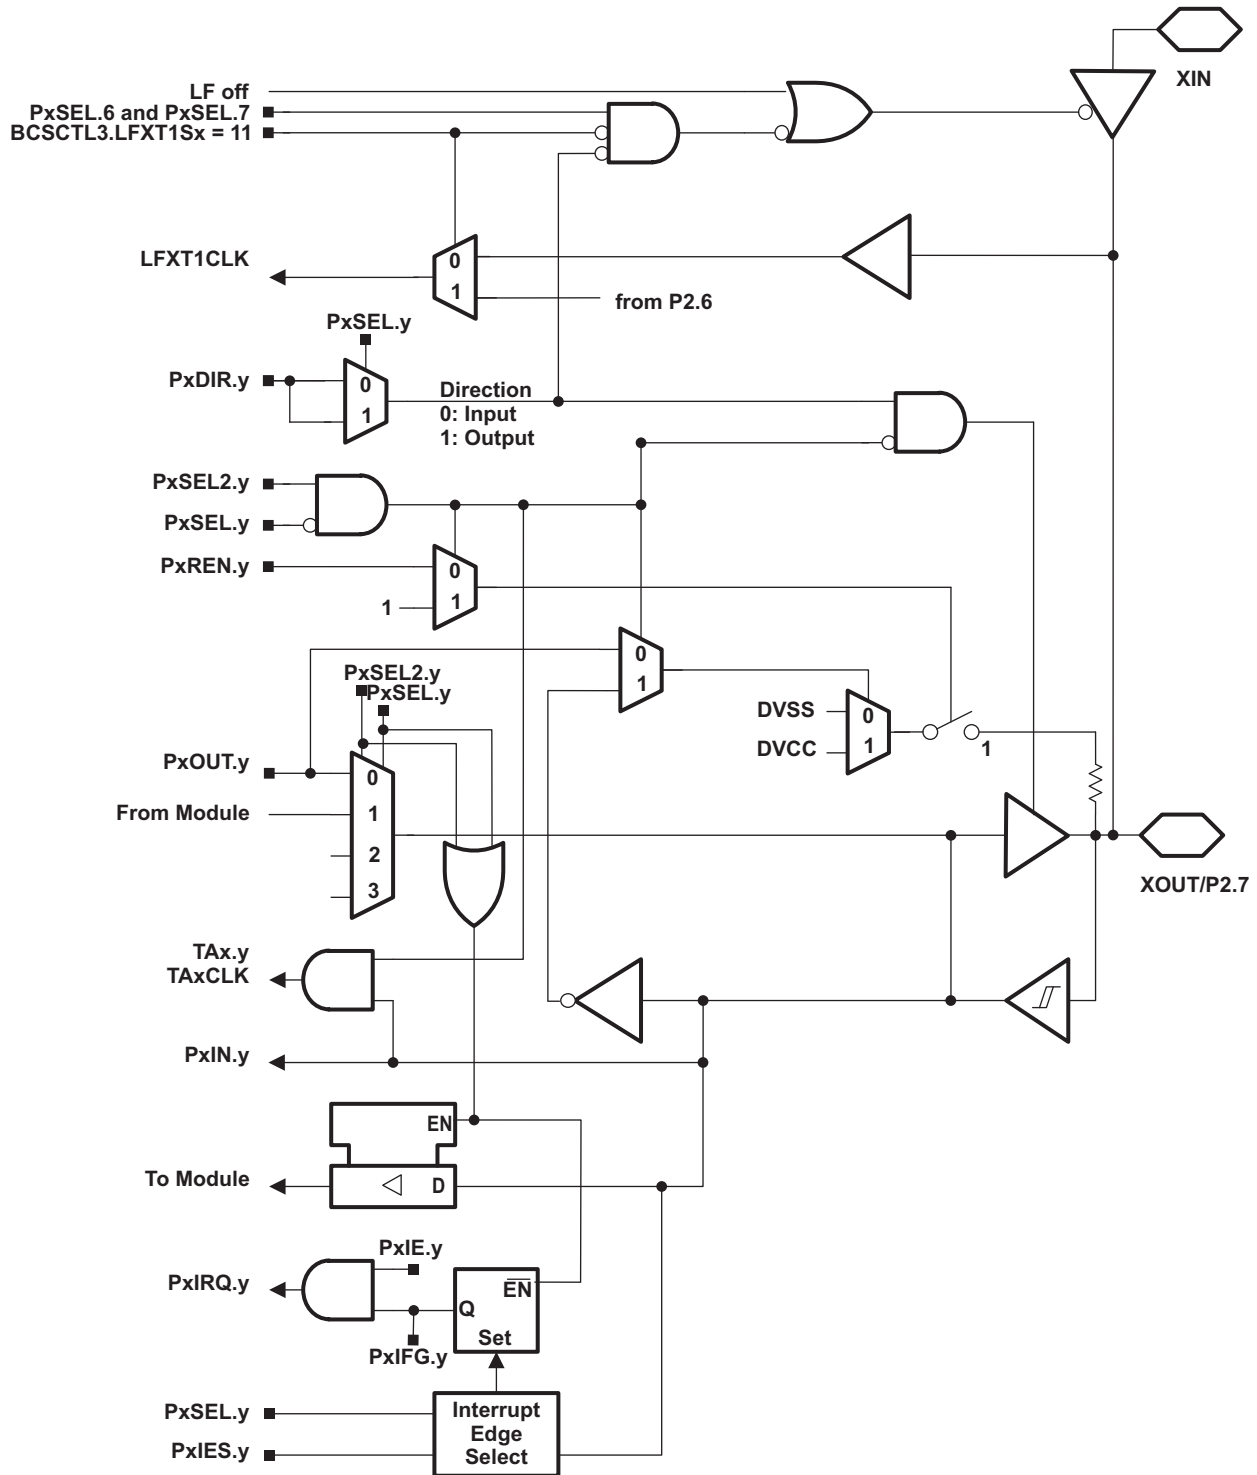 XIN
LF off
PxSEL.6 and PxSEL.7
BCSCTL3.LFXT1Sx = 11
LFXT1CLK
0
1
from P2.6
PxSEL.y
PxDIR.y
0
1
Direction
0: Input
1: Output
PxSEL2.y
PxSEL.y
PxREN.y
0
1
1
0
1
PxSEL2.y
PxSEL.y
DVSS
DVCC
0
1
1
PxOUT.y
From Module
0
1
2
3
XOUT/P2.7
TAx.y
TAxCLK
PxIN.y
EN
To Module
D
PxIE.y
PxIRQ.y
EN
Q
Set
PxIFG.y
PxSEL.y
PxIES.y
Interrupt
Edge
Select